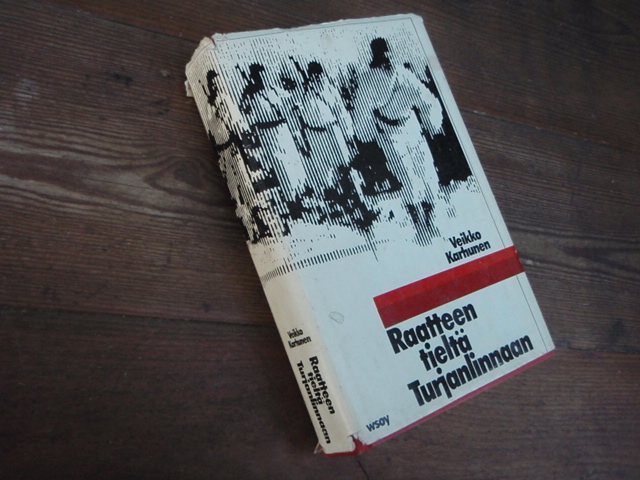 Veikko
Karhunen
Raatteen
tieltä
Turjanlinnaan
wsoy
Veikko
Karhunen
Raatteen
tieltä
Turjanlinnaan